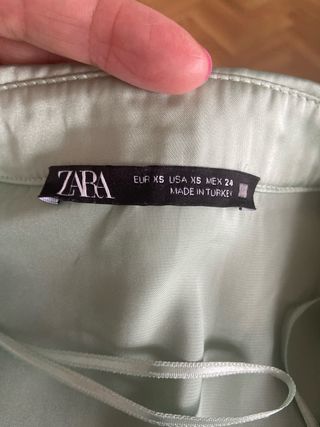 ZARA
EUR XS USA XS MEX 24
MADE IN TURKEY